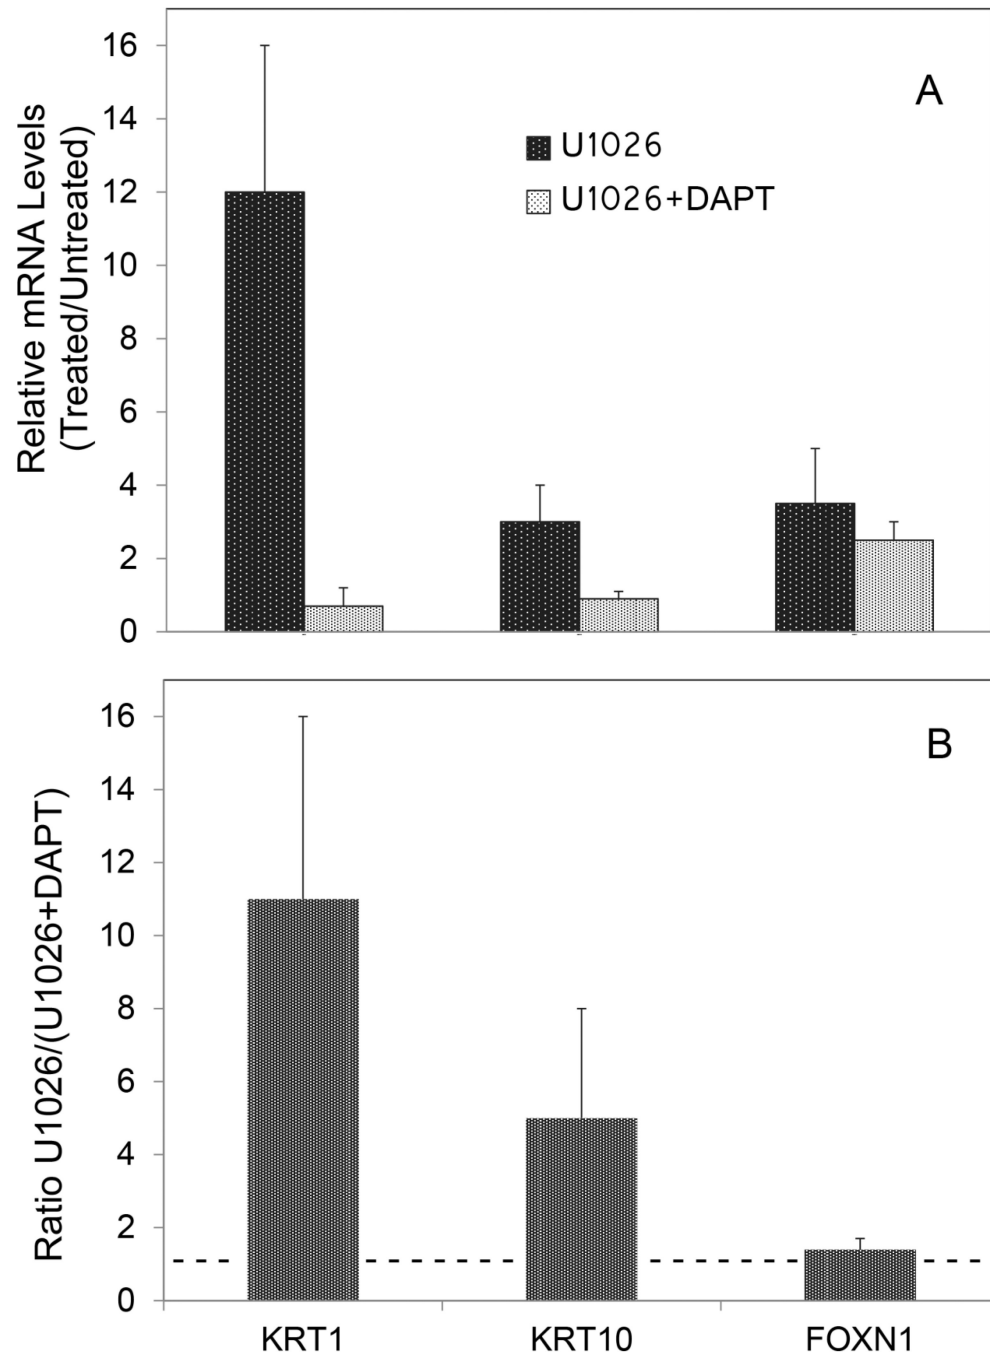 Relative mRNA Levels
(Treated/Untreated)
16
14
12
10
8
6
4
2
0
A
U1026
U1026+DAPT
Ratio U1026/(U1026+DAPT)
16
14
12
10
8
6
4
2
0
B
KRT1 KRT10 FOXN1